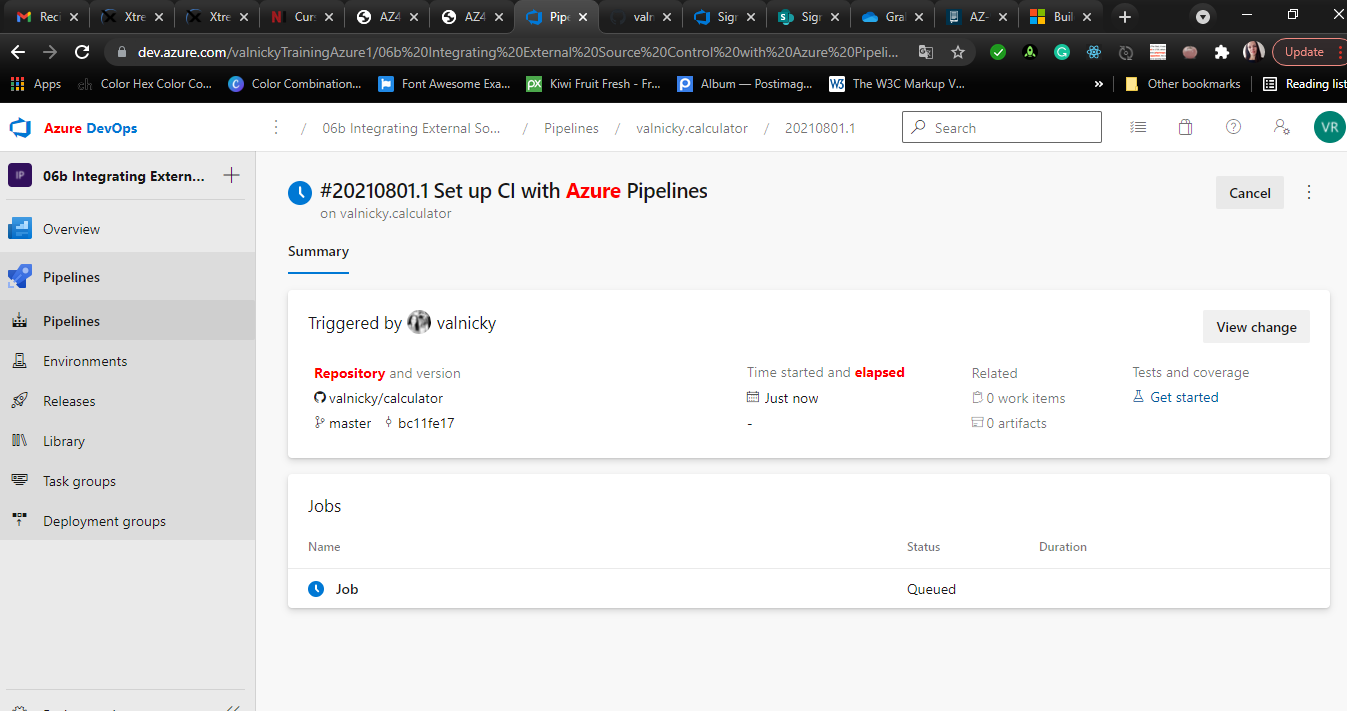 Reci
Xtre
Xtre
Curs
AZ4
AZ4
Pipe
valn
Sign
Sign
Gral
AZ-
Buil
dev.azure.com/valnickyTrainingAzure1/06b%20Integrating%20External%20Source%20Control%20with%20Azure%20Pipeli...
Update
Apps
Color Hex Color Co...
Color Combination...
Font Awesome Exa...
Kiwi Fruit Fresh - Fr...
Album — Postimag...
The W3C Markup V...
»
Other bookmarks
Reading list
Azure DevOps
/ 06b Integrating External So... / Pipelines / valnicky.calculator / 20210801.1
Search
VR
IP
06b Integrating Extern...
Overview
Pipelines
Pipelines
Environments
Releases
Library
Task groups
Deployment groups
#20210801.1 Set up CI with Azure Pipelines
on valnicky.calculator
Cancel
Summary
Triggered by valnicky
View change
Repository and version
valnicky/calculator
master bc11fe17
Time started and elapsed
Just now
-
Related
0 work items
0 artifacts
Tests and coverage
Get started
Jobs
Name Status Duration
Job Queued